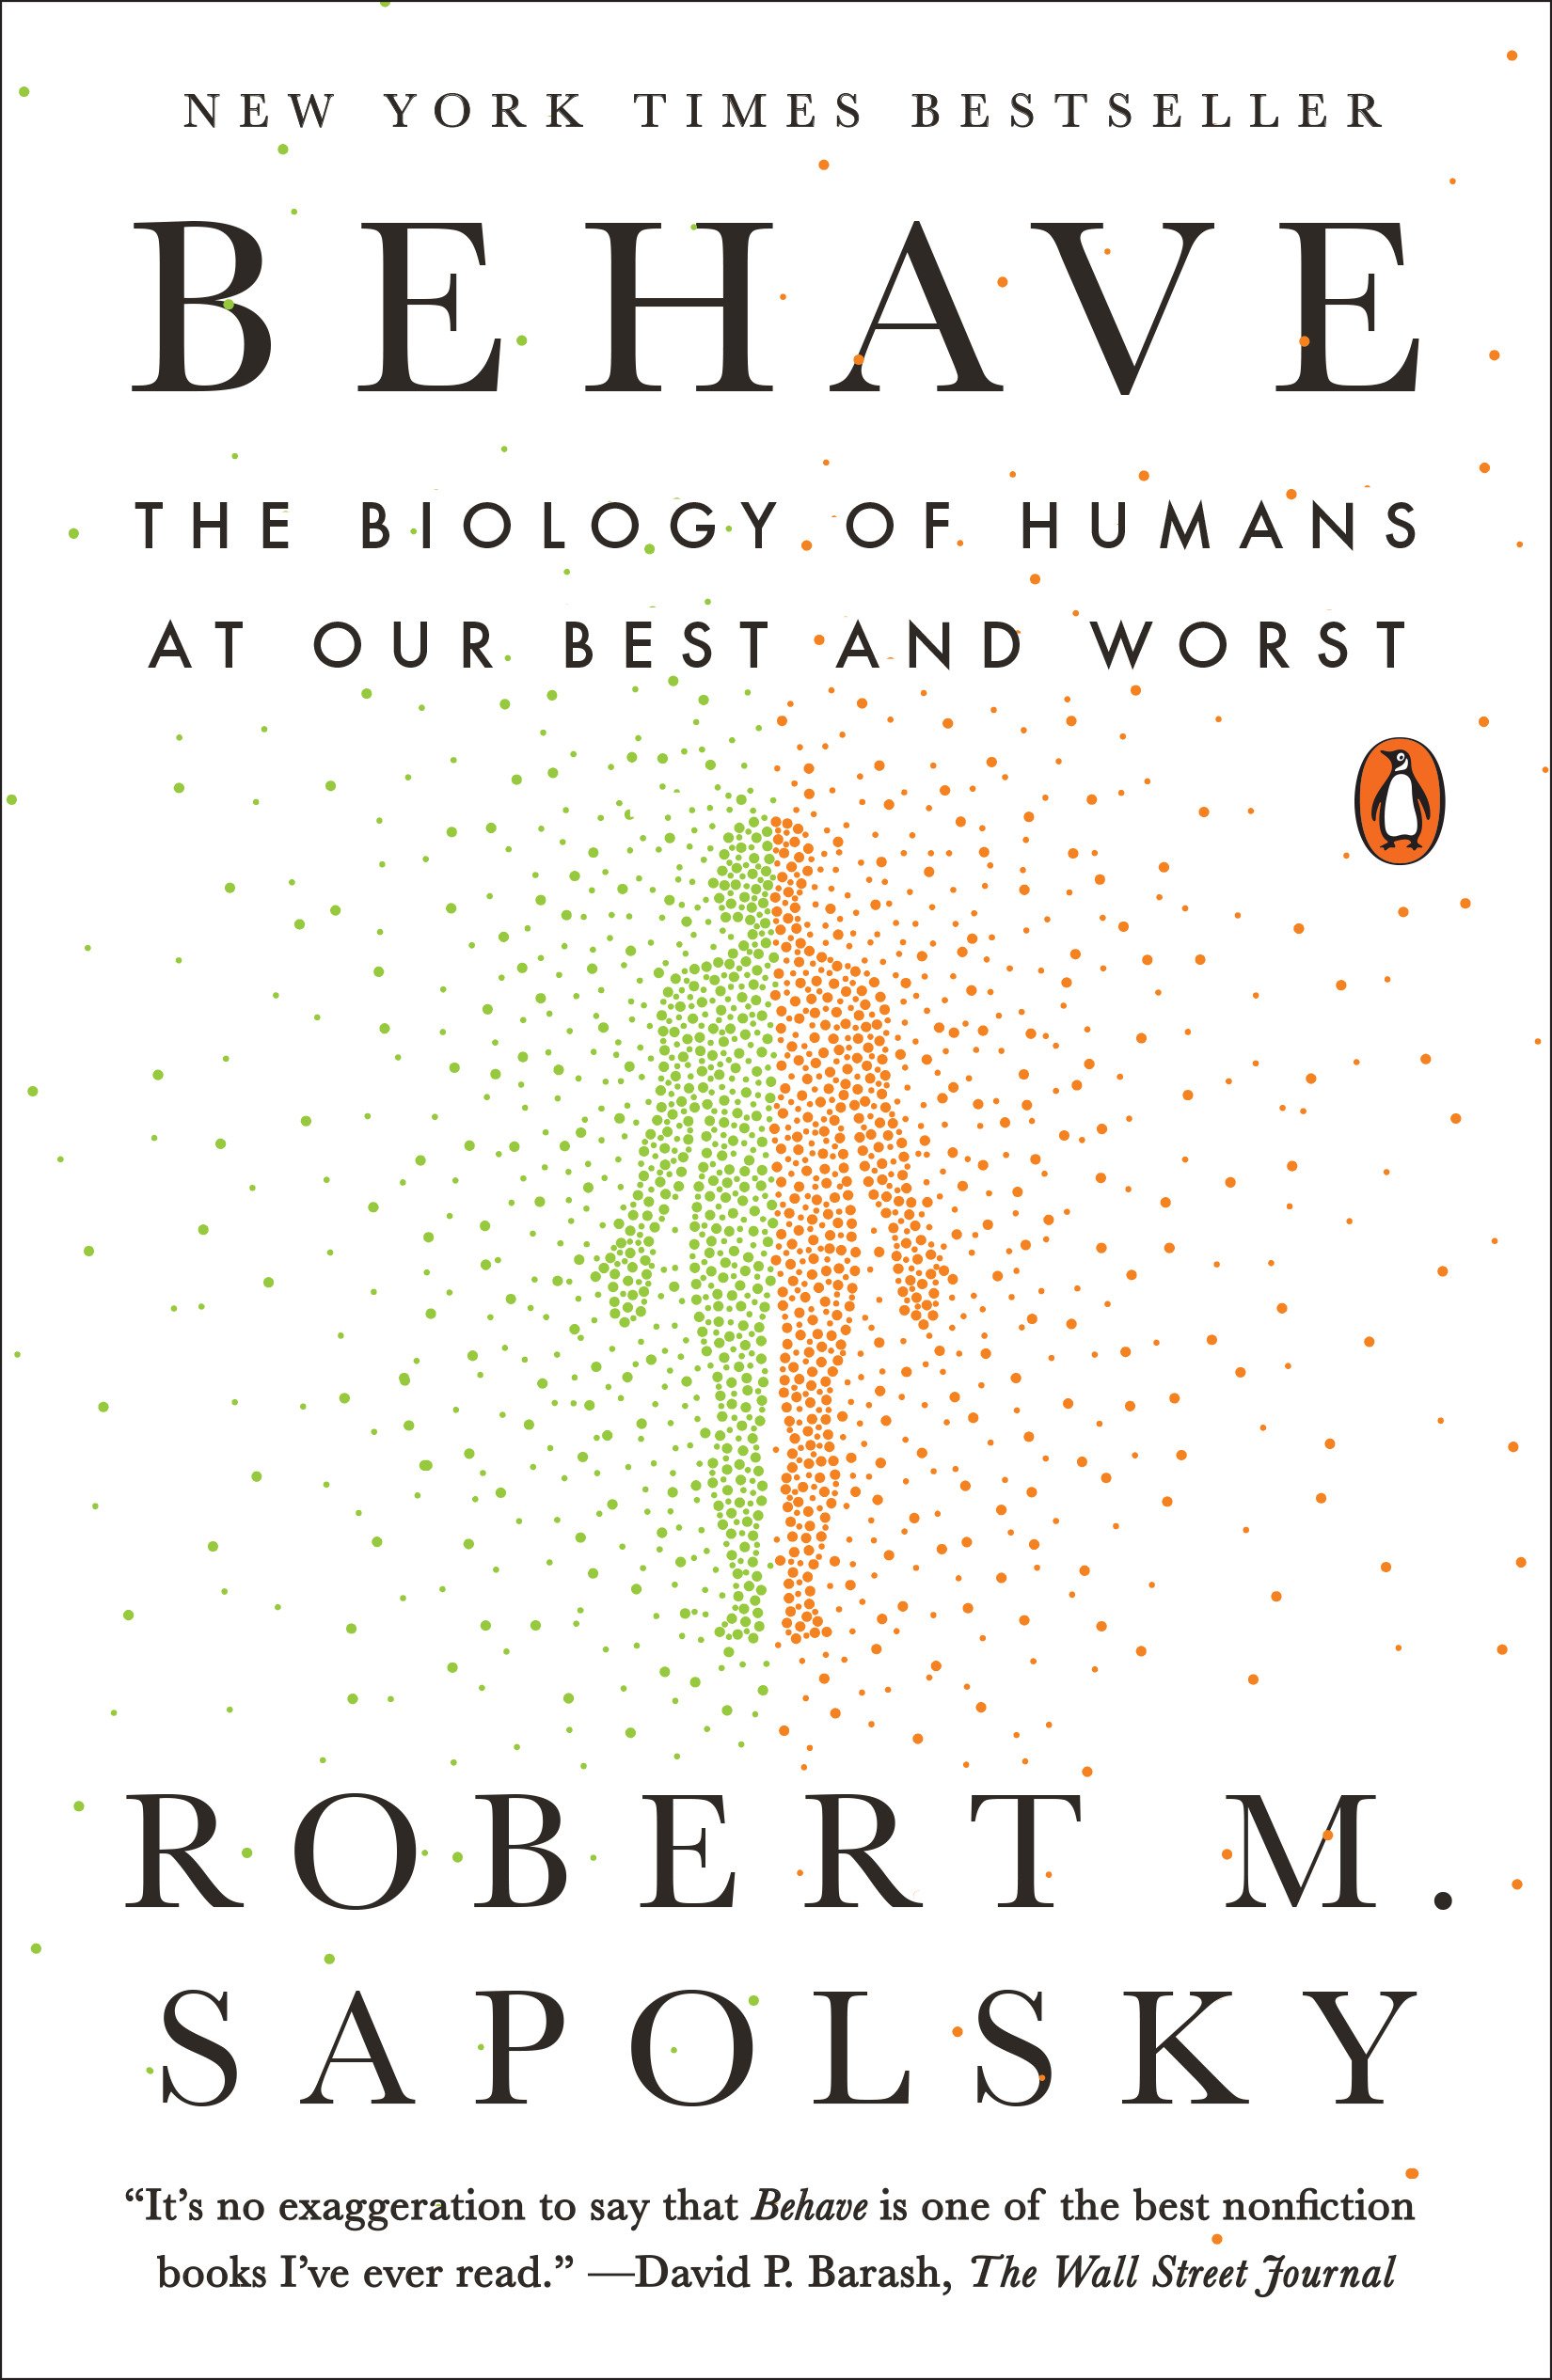 NEW YORK TIMES BESTSELLER
BEHAVE
THE BIOLOGY OF HUMANS
AT OUR BEST AND WORST
ROBERT M.
SAPOLSKY
“It’s no exaggeration to say that Behave is one of the best nonfiction
books I’ve ever read.” —David P. Barash, The Wall Street Journal